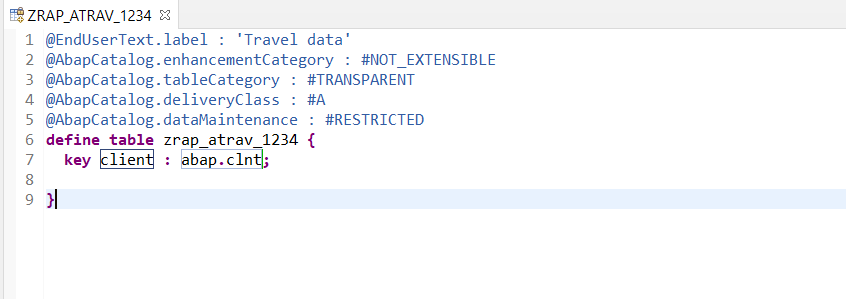 ZRAP_ATRAV_1234
1 @EndUserText.label : 'Travel data'
2 @AbapCatalog.enhancementCategory : #NOT_EXTENSIBLE
3 @AbapCatalog.tableCategory : #TRANSPARENT
4 @AbapCatalog.deliveryClass : #A
5 @AbapCatalog.dataMaintenance : #RESTRICTED
6 define table zrap_atrav_1234 {
7   key client : abap.clnt;
8
9 }